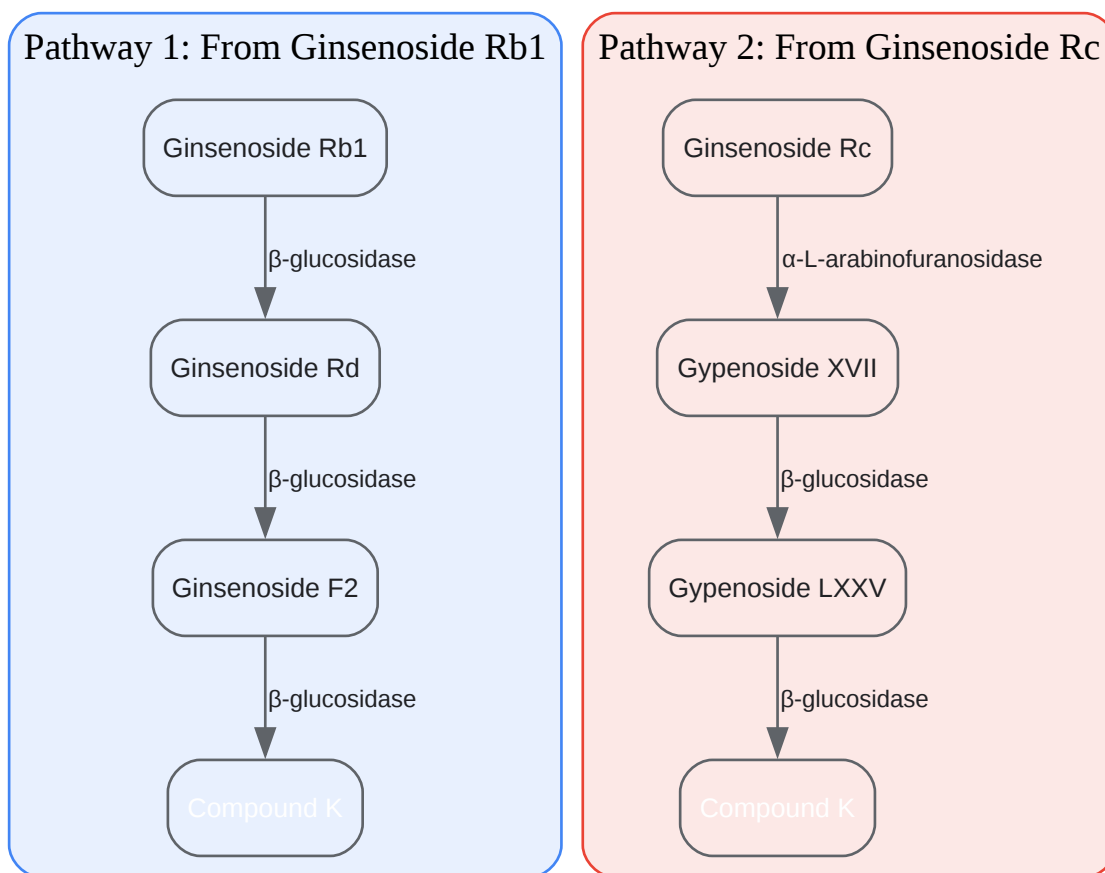 Pathway 1: From Ginsenoside Rb1
Ginsenoside Rb1
β-glucosidase
Ginsenoside Rd
β-glucosidase
Ginsenoside F2
β-glucosidase
Compound K
Pathway 2: From Ginsenoside Rc
Ginsenoside Rc
α-L-arabinofuranosidase
Gypenoside XVII
β-glucosidase
Gypenoside LXXV
β-glucosidase
Compound K